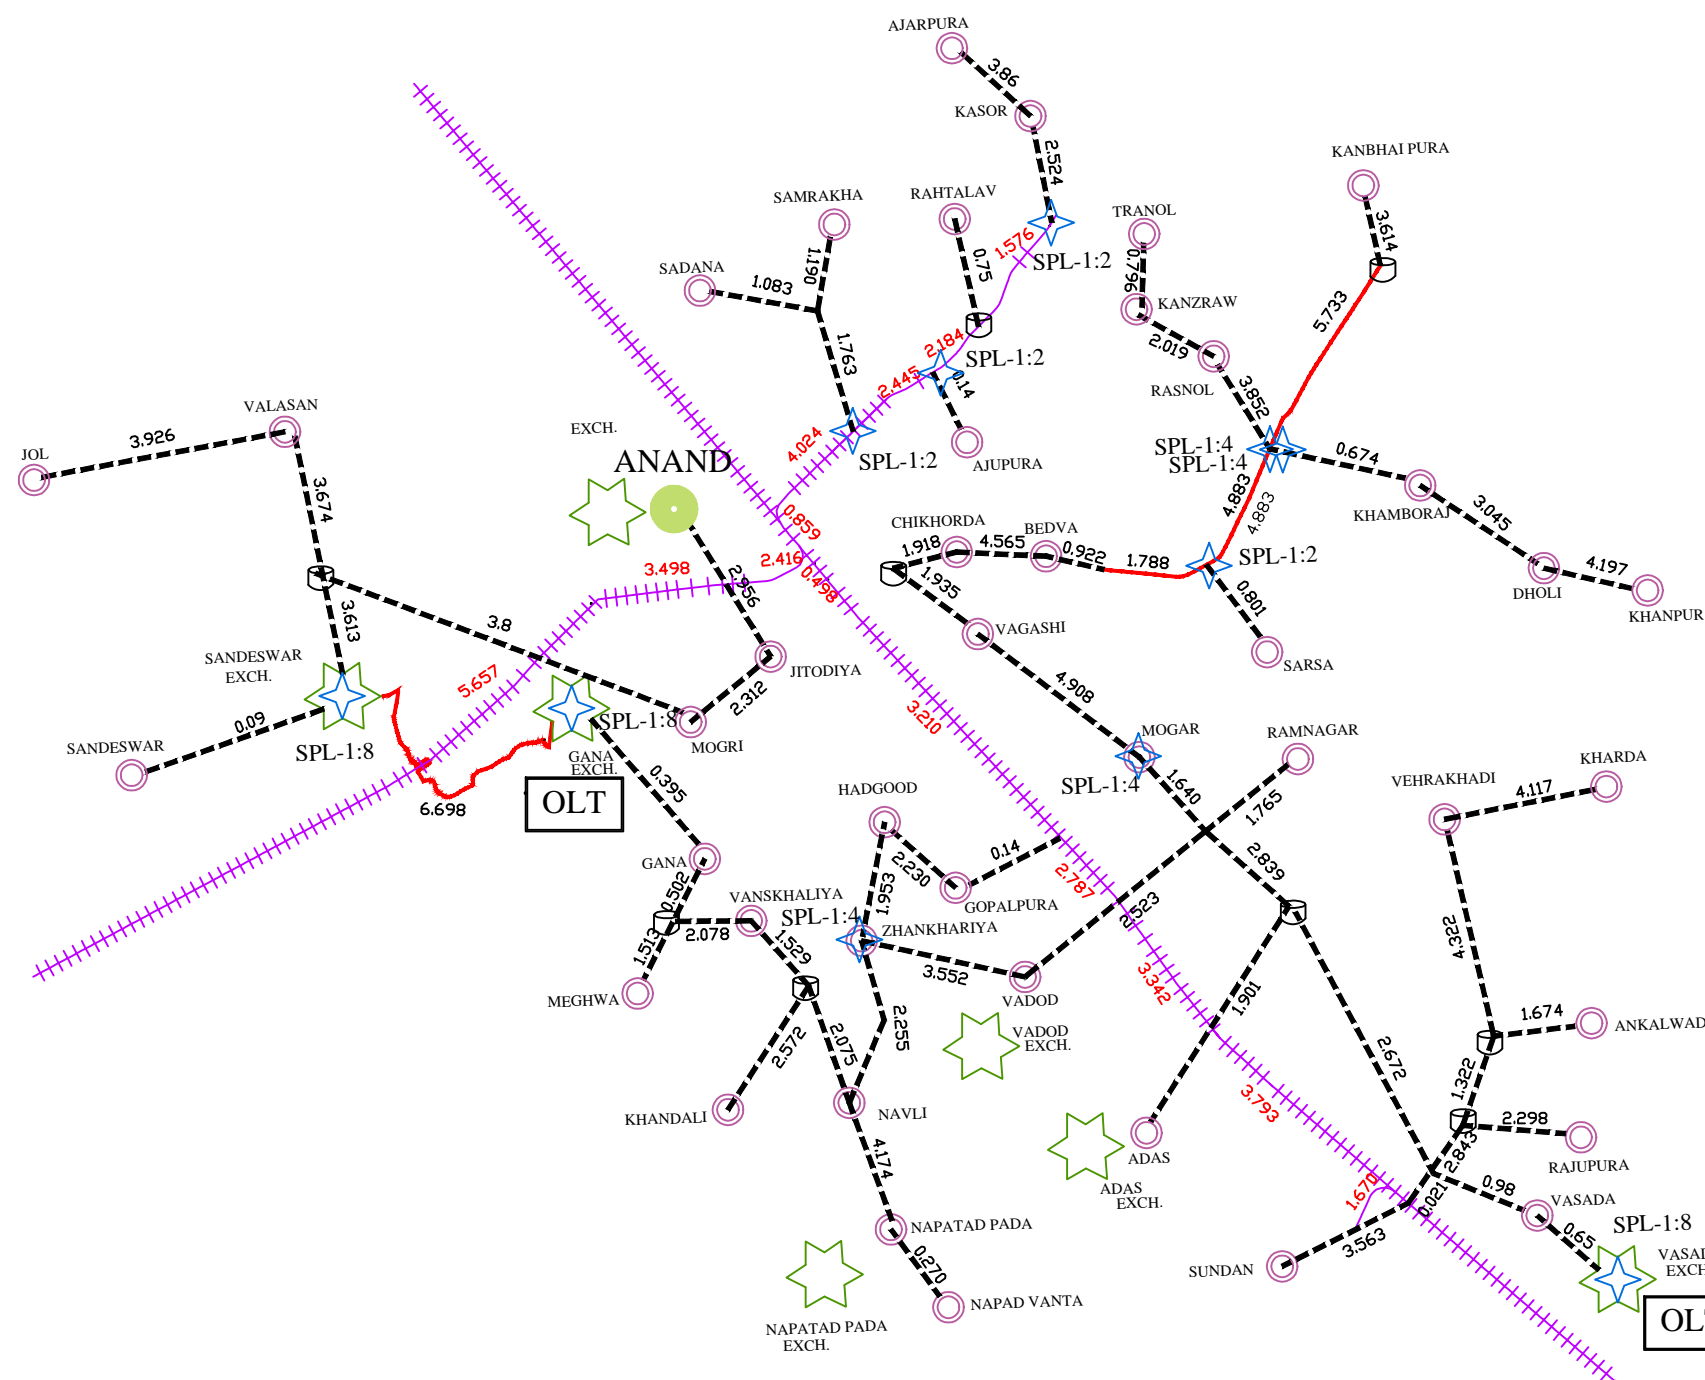 AJARPURA
3.86
KASOR
2.524
KANBHAI PURA
3.614
SAMRAKHA
RAHTALAV
TRANOL
1.576
SPL-1:2
1.190
SADANA
1.083
0.75
0.796
KANZRAW
5.733
2.019
1.763
2.184
SPL-1:2
2.445
0.14
RASNOL
3.852
VALASAN
3.926
JOL
EXCH.
ANAND
4.024
SPL-1:2
AJUPURA
SPL-1:4
SPL-1:4
0.674
3.674
4.883
4.883
KHAMBORAJ
0.859
CHIKHORDA
BEDVA
3.045
1.918
4.565
0.922
1.788
SPL-1:2
3.498
2.416
0.498
2.956
1.935
0.801
4.197
DHOLI
KHANPUR
3.613
3.8
VAGASHI
SARSA
SANDESWAR
EXCH.
JITODIYA
5.657
2.312
4.908
0.09
SPL-1:8
SPL-1:8
MOGRI
3.210
MOGAR
RAMNAGAR
SANDESWAR
GANA
EXCH.
SPL-1:4
1.640
1.765
KHARDA
VEHRAKHADI
4.117
6.698
OLT
0.395
HADGOOD
0.14
2.230
2.839
GANA
2.787
0.502
VANSKHALIYA
1.953
GOPALPURA
SPL-1:4
ZHANKHARIYA
2.523
1.513
2.078
1.529
3.552
4.322
MEGHWA
VADOD
3.342
1.901
1.674
ANKALWAD
2.572
2.075
2.255
VADOD
EXCH.
2.672
1.322
KHANDALI
NAVLI
3.793
2.298
4.174
ADAS
2.843
RAJUPURA
ADAS
EXCH.
1.670
0.021
0.98
VASADA
NAPATAD PADA
0.65
SPL-1:8
3.563
0.270
SUNDAN
VASAD
EXCH
NAPAD VANTA
NAPATAD PADA
EXCH.
OL